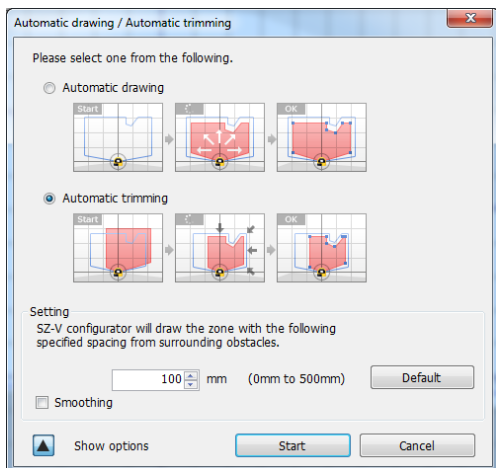 Automatic drawing / Automatic trimming
Please select one from the following.
Automatic drawing
Start OK
Automatic trimming
Start OK
Setting
SZ-V configurator will draw the zone with the following
specified spacing from surrounding obstacles.
100 mm (0mm to 500mm) Default
Smoothing
Show options Start Cancel